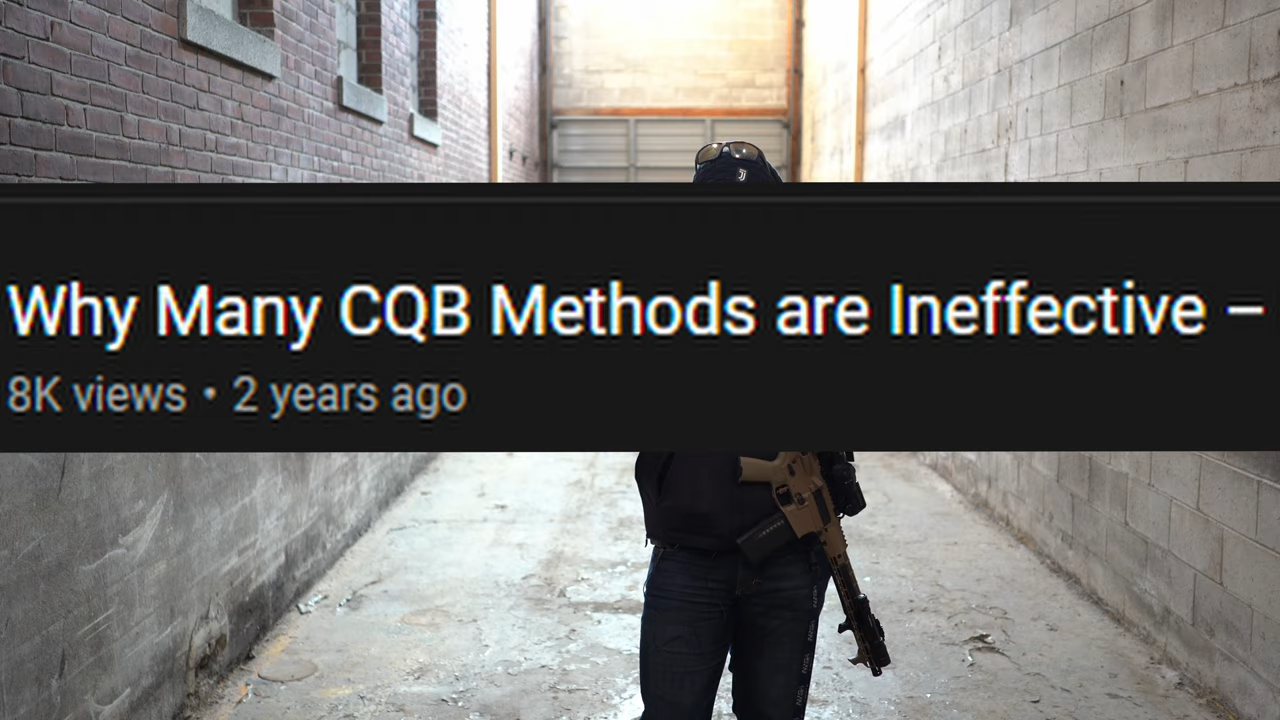 Why Many CQB Methods are Ineffective –
8K views • 2 years ago